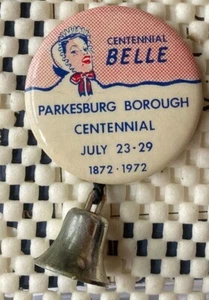 CENTENNIAL
BELLE
PARKESBURG BOROUGH
CENTENNIAL
JULY 23-29
1872 · 1972